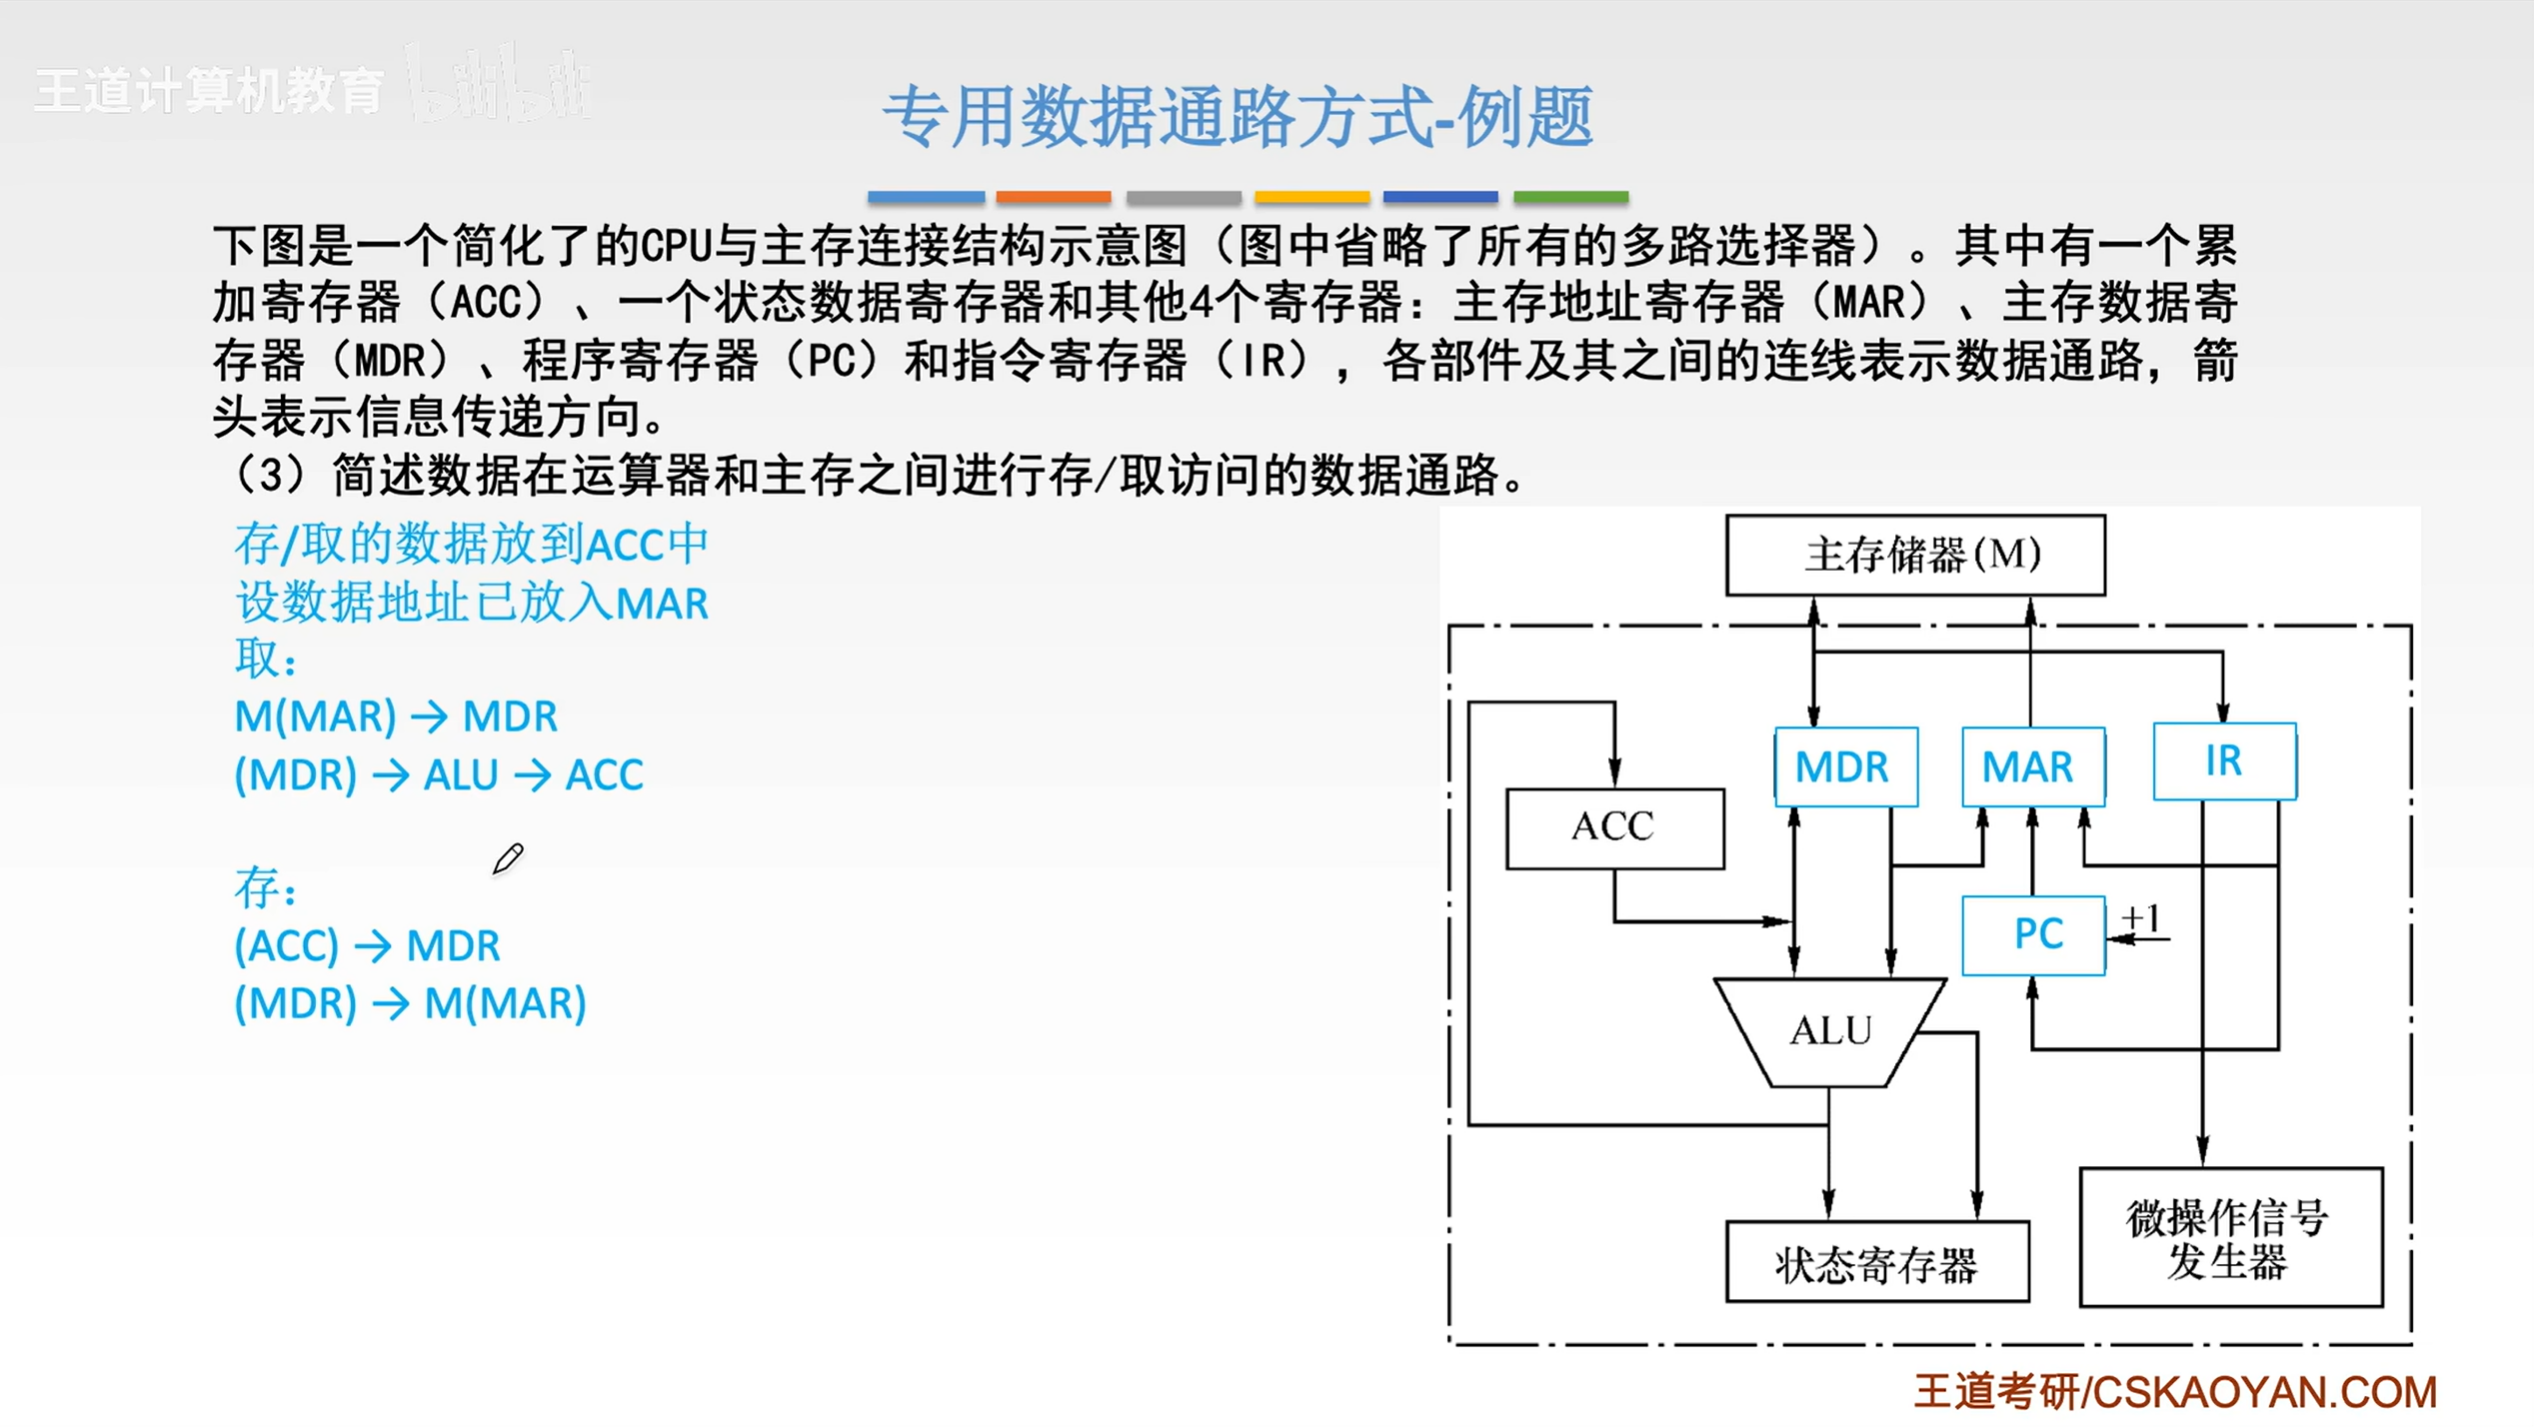 王道计算机教育 bilibili
专用数据通路方式-例题
下图是一个简化了的CPU与主存连接结构示意图（图中省略了所有的多路选择器）。其中有一个累
加寄存器（ACC）、一个状态数据寄存器和其他4个寄存器：主存地址寄存器（MAR）、主存数据寄
存器（MDR）、程序寄存器（PC）和指令寄存器（IR），各部件及其之间的连线表示数据通路，箭
头表示信息传递方向。
（3）简述数据在运算器和主存之间进行存/取访问的数据通路。
存/取的数据放到ACC中
设数据地址已放入MAR
取：
M(MAR) → MDR
(MDR) → ALU → ACC
存：
(ACC) → MDR
(MDR) → M(MAR)
主存储器(M)
MDR
MAR
IR
ACC
PC
+1
ALU
状态寄存器
微操作信号
发生器
王道考研/CSKAOYAN.COM